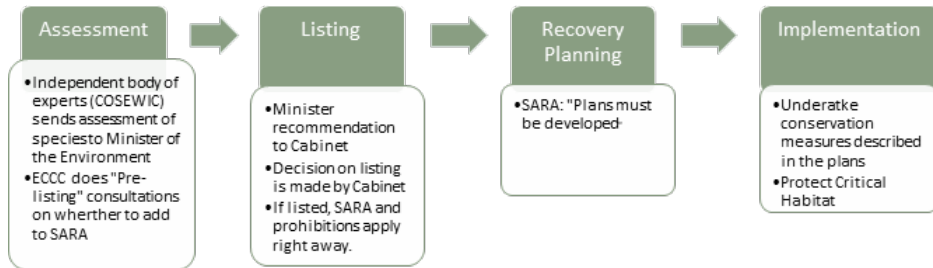 Assessment
•Independent body of
experts (COSEWIC)
sends assessment of
speciesto Minister of
the Environment
•ECCC does "Pre-
listing" consultations
on wherther to add
to SARA
Listing
•Minister
recommendation
to Cabinet
•Decision on listing
is made by Cabinet
•If listed, SARA and
prohibitions apply
right away.
Recovery
Planning
•SARA: "Plans must
be developed
Implementation
•Underatke
conservation
measures described
in the plans
•Protect Critical
Habitat